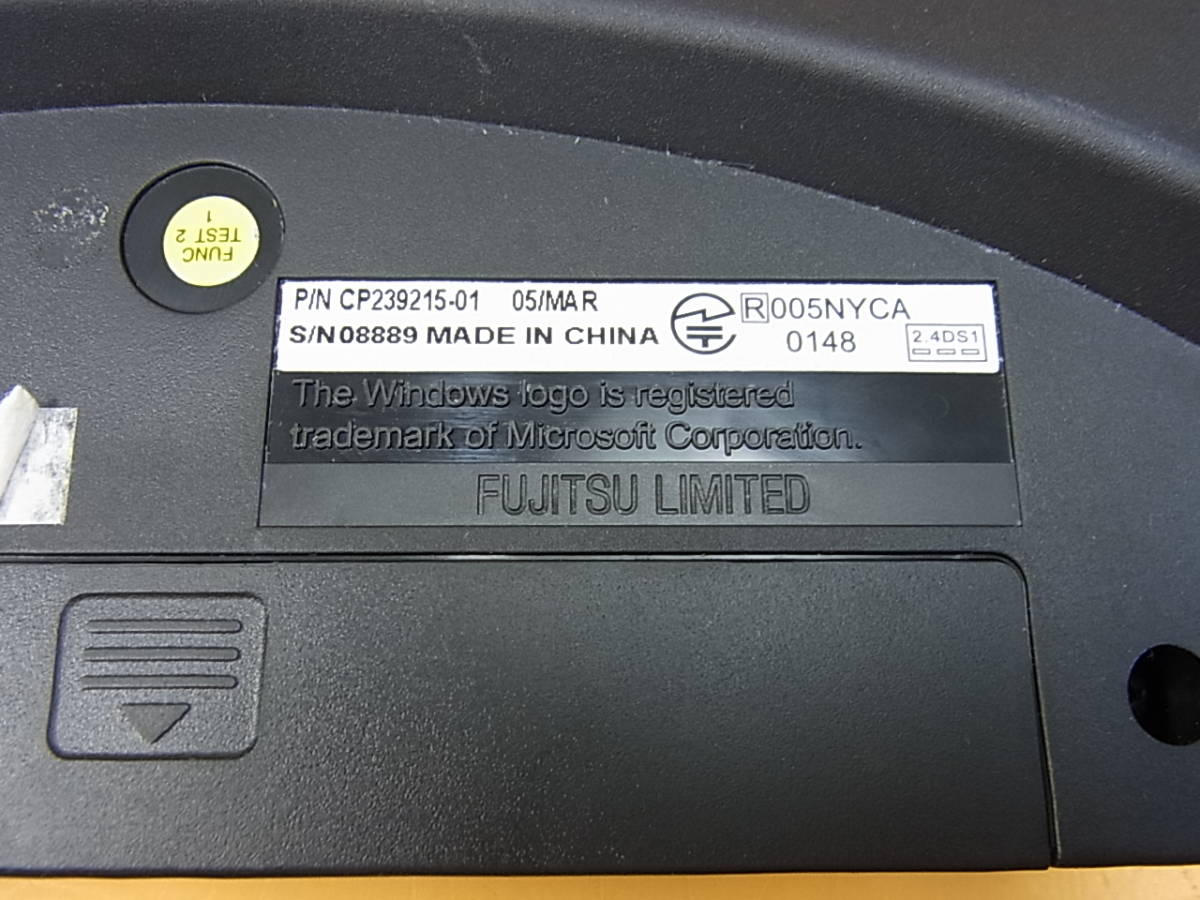 FUNC
TEST 2
1
P/N CP239215-01 05/MAR
S/N08889 MADE IN CHINA
R005NYCA
0148
2.4DS1
The Windows logo is registered
trademark of Microsoft Corporation.
FUJITSU LIMITED